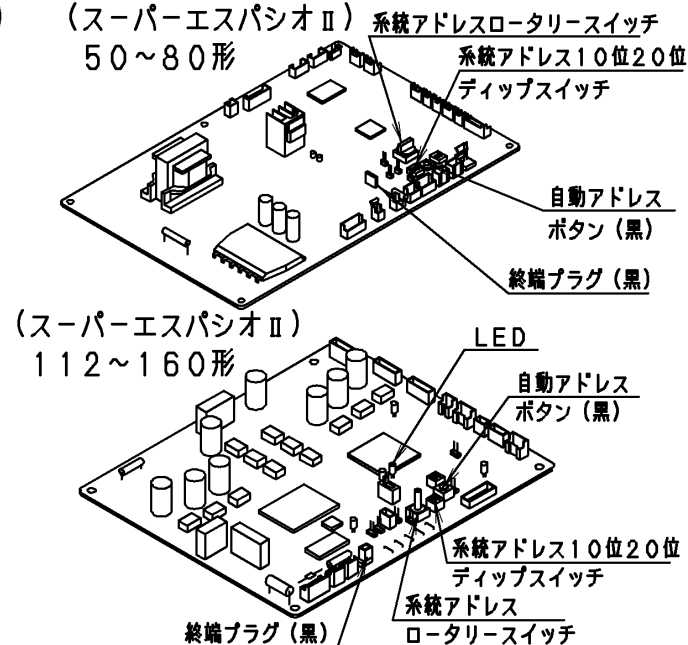 (スーパーエスパシオⅡ)
50~80形
系統アドレスロータリースイッチ
系統アドレス10位20位
ディップスイッチ
自動アドレス
ボタン(黒)
終端プラグ(黒)
(スーパーエスパシオⅡ)
112~160形
LED
自動アドレス
ボタン(黒)
系統アドレス10位20位
ディップスイッチ
系統アドレス
ロータリースイッチ
終端プラグ(黒)